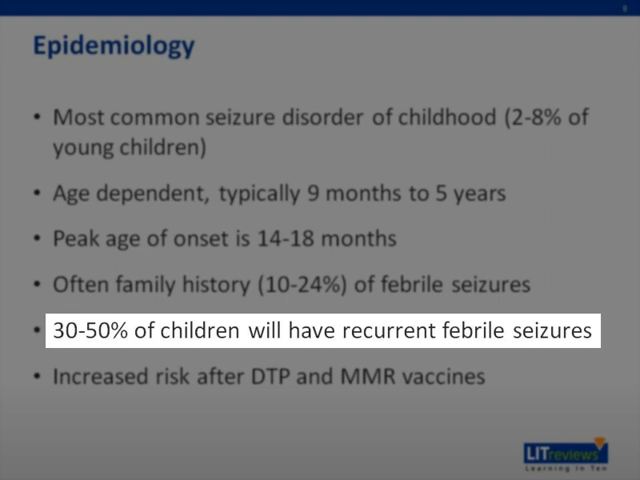 9
Epidemiology
• Most common seizure disorder of childhood (2-8% of
young children)
• Age dependent, typically 9 months to 5 years
• Peak age of onset is 14-18 months
• Often family history (10-24%) of febrile seizures
• 30-50% of children will have recurrent febrile seizures
• Increased risk after DTP and MMR vaccines
LITreviews
Learning in Ten